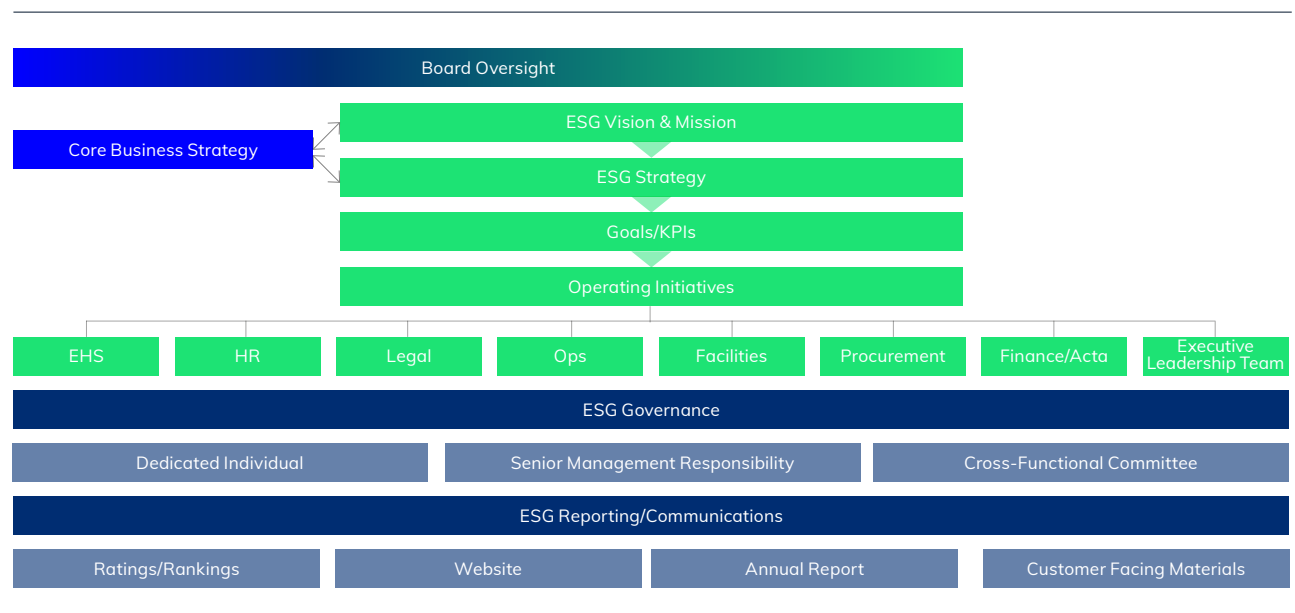 Board Oversight
ESG Vision & Mission
Core Business Strategy
ESG Strategy
Goals/KPIs
Operating Initiatives
EHS
HR
Legal
Ops
Facilities
Procurement
Finance/Acta
Executive
Leadership Team
ESG Governance
Dedicated Individual
Senior Management Responsibility
Cross-Functional Committee
ESG Reporting/Communications
Ratings/Rankings
Website
Annual Report
Customer Facing Materials